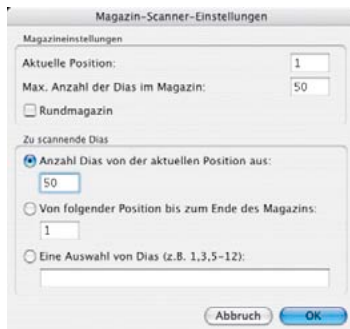 Magazin-Scanner-Einstellungen
Magazineinstellungen
Aktuelle Position: 1
Max. Anzahl der Dias im Magazin: 50
Rundmagazin
Zu scannende Dias
Anzahl Dias von der aktuellen Position aus:
50
Von folgender Position bis zum Ende des Magazins:
1
Eine Auswahl von Dias (z.B. 1,3,5-12):
Abbruch OK